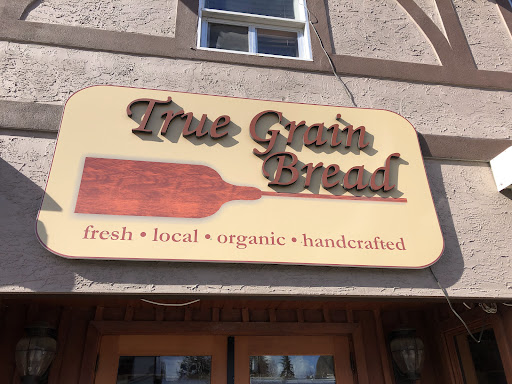 True Grain
Bread
fresh • local • organic • handcrafted